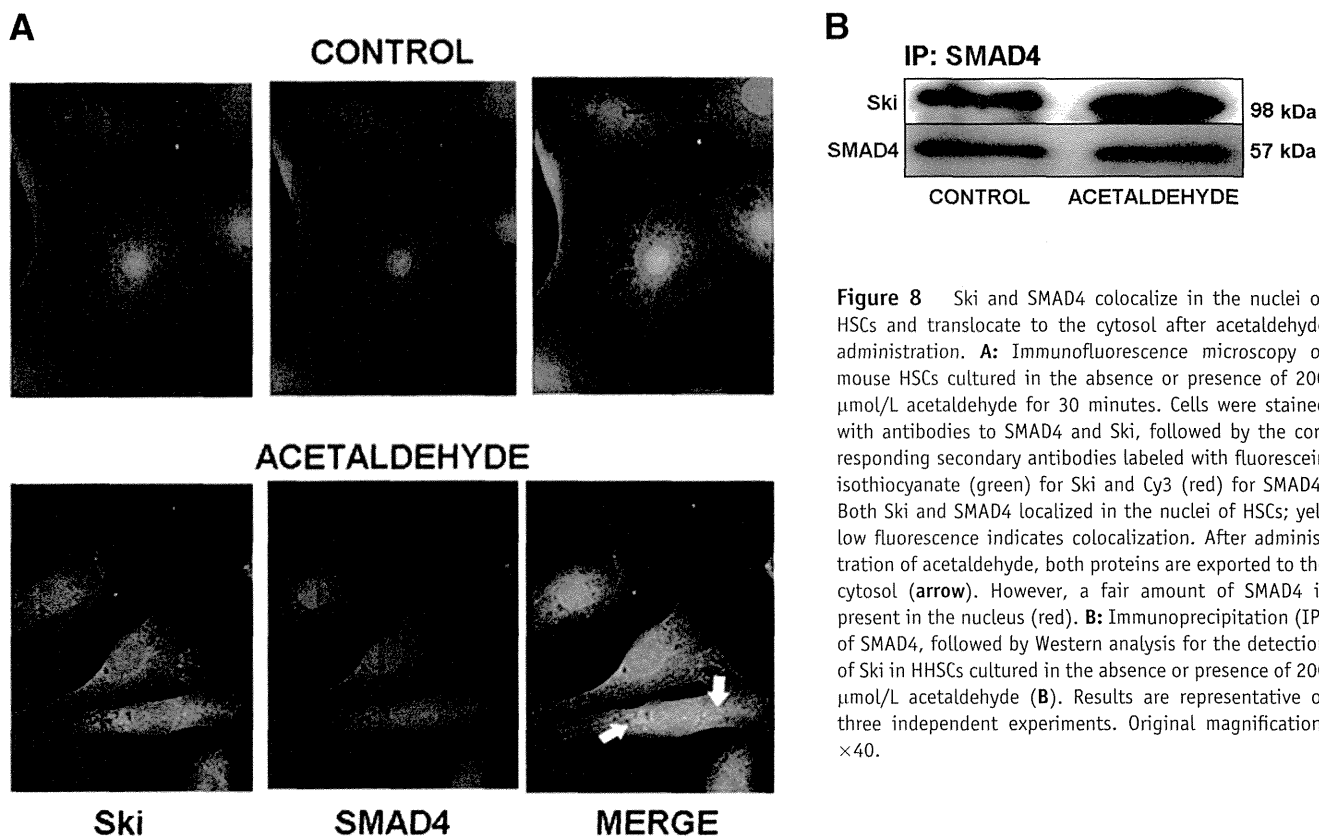 A
CONTROL
ACETALDEHYDE
Ski
SMAD4
MERGE
B
IP: SMAD4
Ski
98 kDa
SMAD4
57 kDa
CONTROL
ACETALDEHYDE
Figure 8 Ski and SMAD4 colocalize in the nuclei o
HSCs and translocate to the cytosol after acetaldehyd
administration. A: Immunofluorescence microscopy o
mouse HSCs cultured in the absence or presence of 20
μmol/L acetaldehyde for 30 minutes. Cells were staine
with antibodies to SMAD4 and Ski, followed by the cor
responding secondary antibodies labeled with fluorescei
isothiocyanate (green) for Ski and Cy3 (red) for SMAD4
Both Ski and SMAD4 localized in the nuclei of HSCs; yel
low fluorescence indicates colocalization. After adminis
tration of acetaldehyde, both proteins are exported to th
cytosol (arrow). However, a fair amount of SMAD4 i
present in the nucleus (red). B: Immunoprecipitation (IP
of SMAD4, followed by Western analysis for the detectio
of Ski in HHSCs cultured in the absence or presence of 20
μmol/L acetaldehyde (B). Results are representative o
three independent experiments. Original magnification
×40.